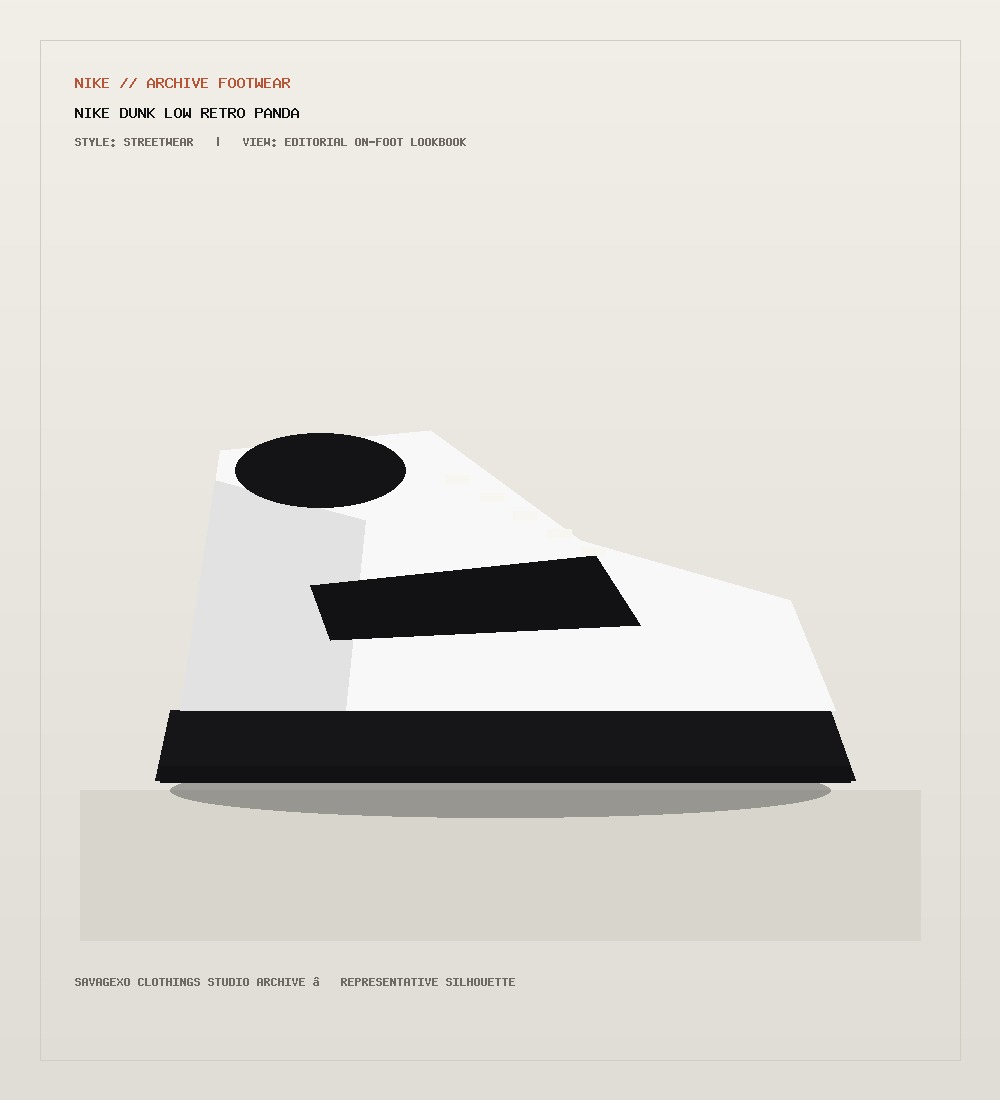 NIKE // ARCHIVE FOOTWEAR
NIKE DUNK LOW RETRO PANDA
STYLE: STREETWEAR | VIEW: EDITORIAL ON-FOOT LOOKBOOK
SAVAGEXO CLOTHINGS STUDIO ARCHIVE â REPRESENTATIVE SILHOUETTE